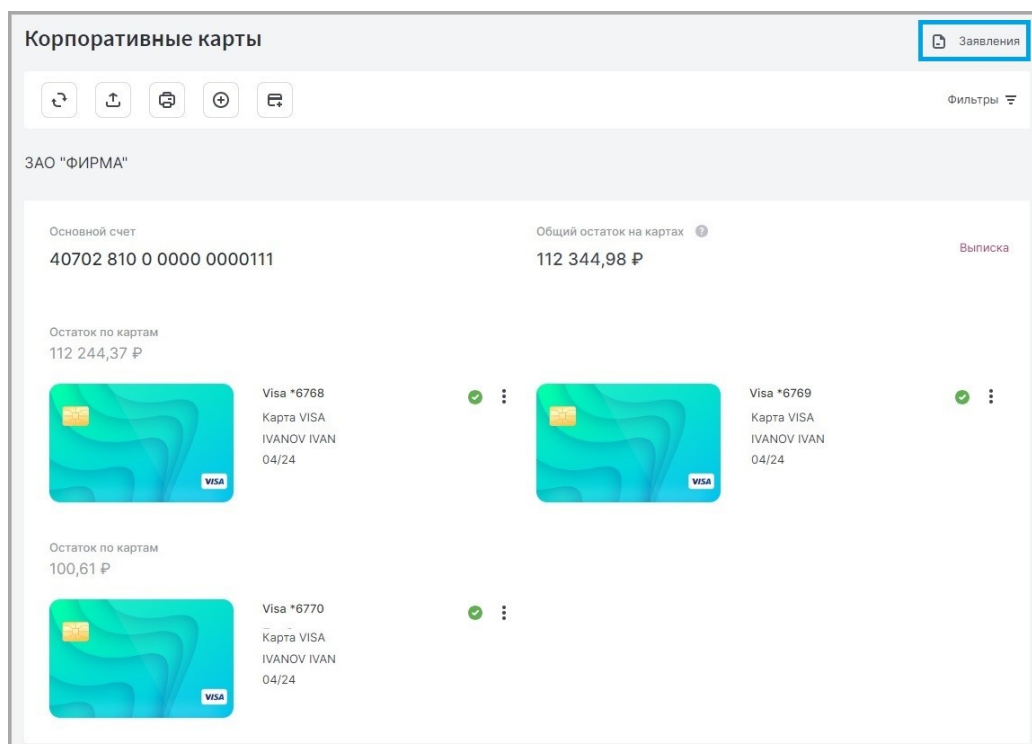 Корпоративные карты
Заявления
Фильтры
ЗАО "ФИРМА"
Основной счет
Общий остаток на картах ?
40702 810 0 0000 0000111
112 344,98 ₽
Выписка
Остаток по картам
112 244,37 ₽
Visa *6768
Карта VISA
IVANOV IVAN
04/24
VISA
Visa *6769
Карта VISA
IVANOV IVAN
04/24
VISA
Остаток по картам
100,61 ₽
Visa *6770
Карта VISA
IVANOV IVAN
04/24
VISA